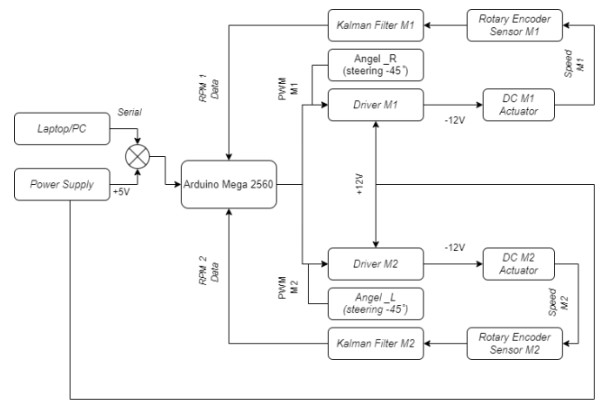 Kalman Filter M1
Rotary Encoder
Sensor M1
RPM 1
Data
Angel _R
(steering -45˚)
Speed
M1
PWM
M1
Serial
Laptop/PC
Driver M1
-12V
DC M1
Actuator
Power Supply
+5V
Arduino Mega 2560
+12V
RPM 2
Data
Driver M2
-12V
DC M2
Actuator
PWM
M2
Angel _L
(steering -45˚)
Speed
M2
Kalman Filter M2
Rotary Encoder
Sensor M2